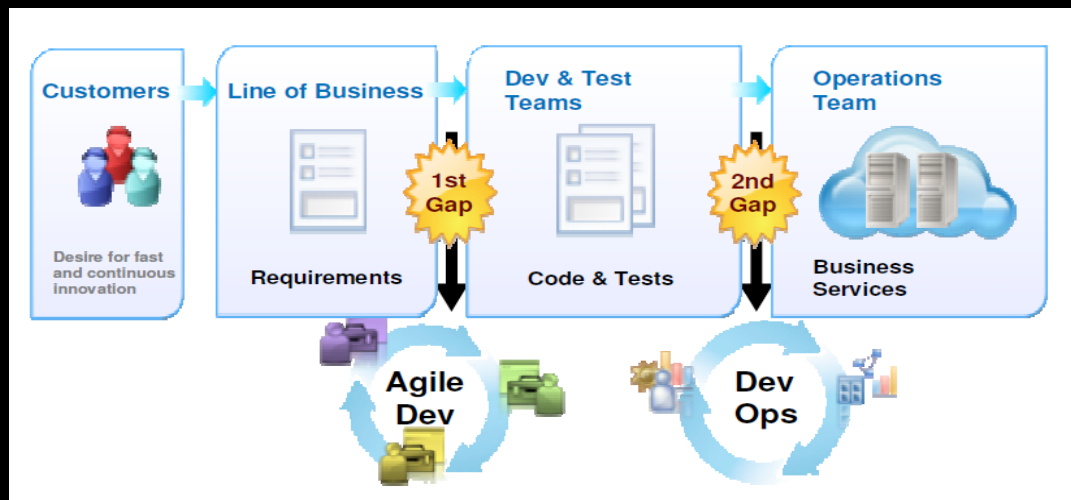 Customers
Desire for fast
and continuous
innovation
Line of Business
Requirements
1st
Gap
Dev & Test
Teams
Code & Tests
2nd
Gap
Operations
Team
Business
Services
Agile
Dev
Dev
Ops